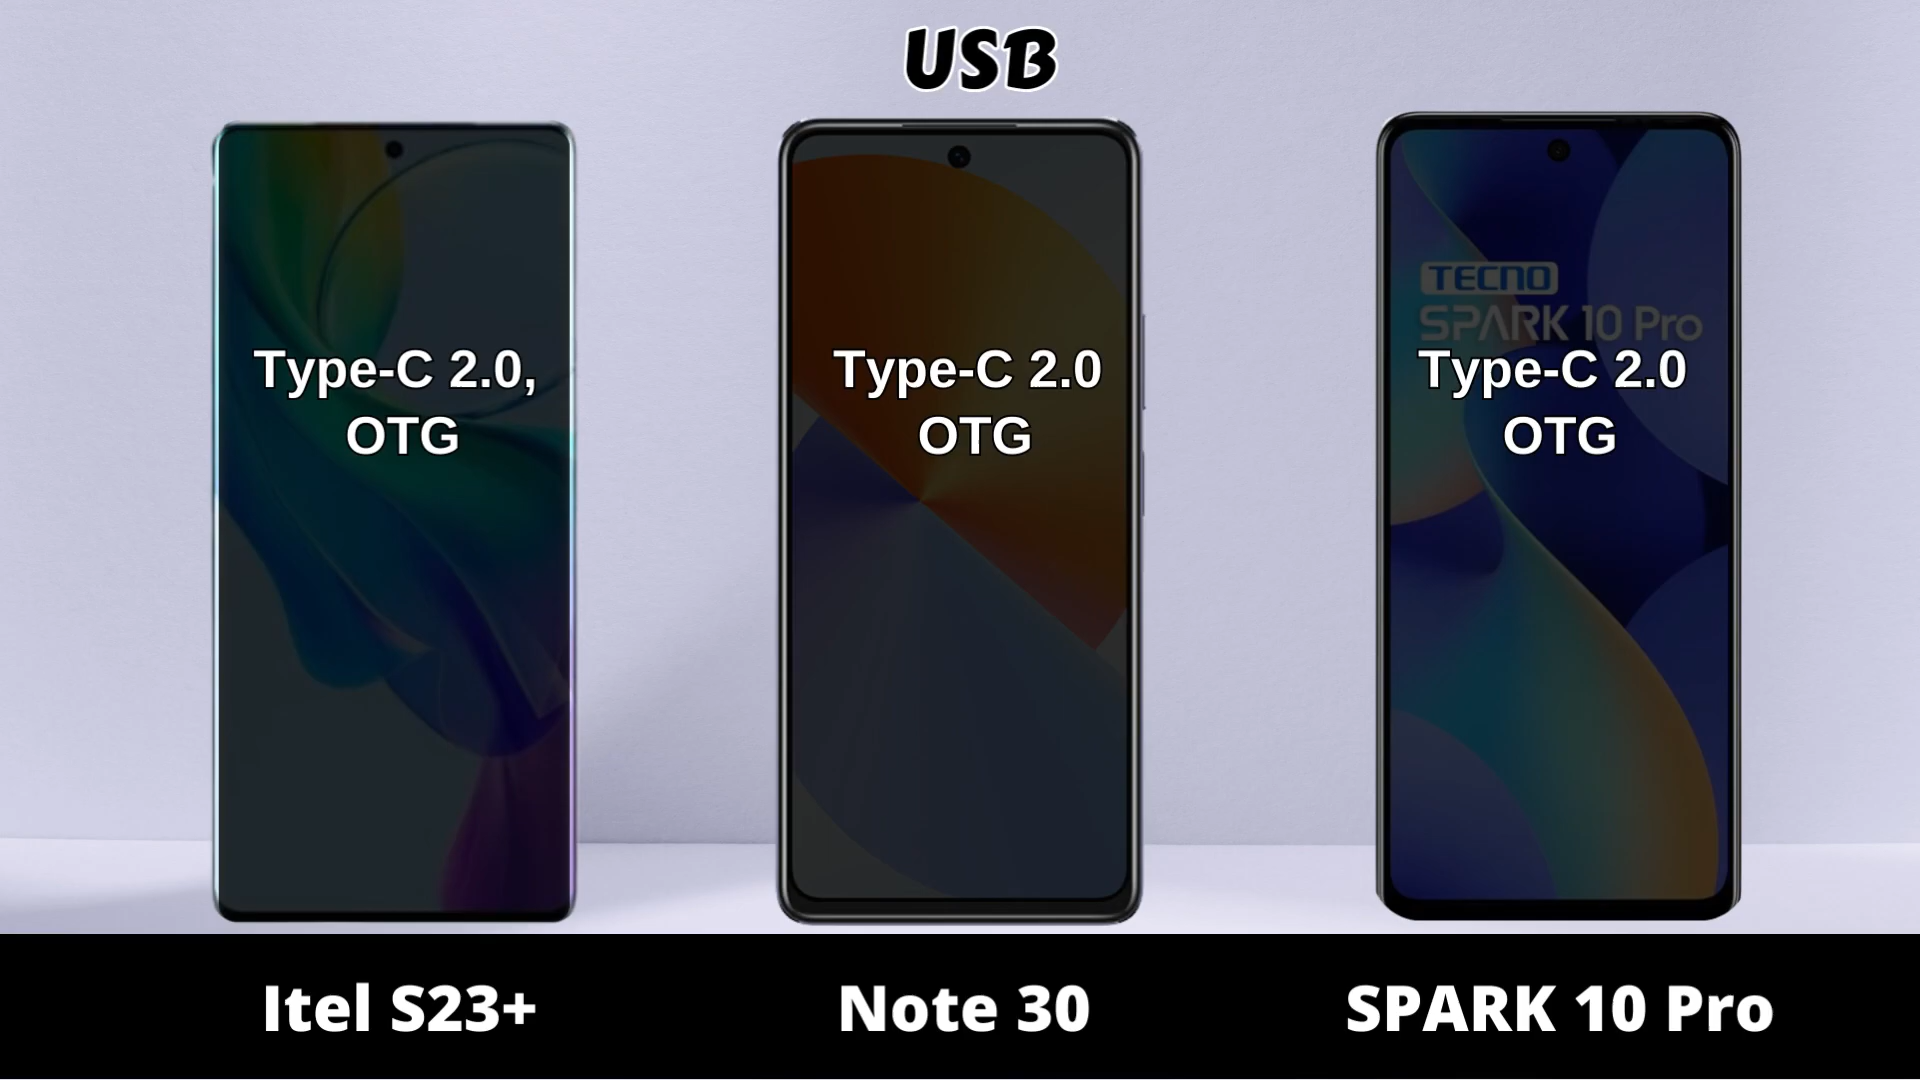 USB
Type-C 2.0,
OTG
Type-C 2.0
OTG
TECNO
SPARK 10 Pro
Type-C 2.0
OTG
Itel S23+
Note 30
SPARK 10 Pro